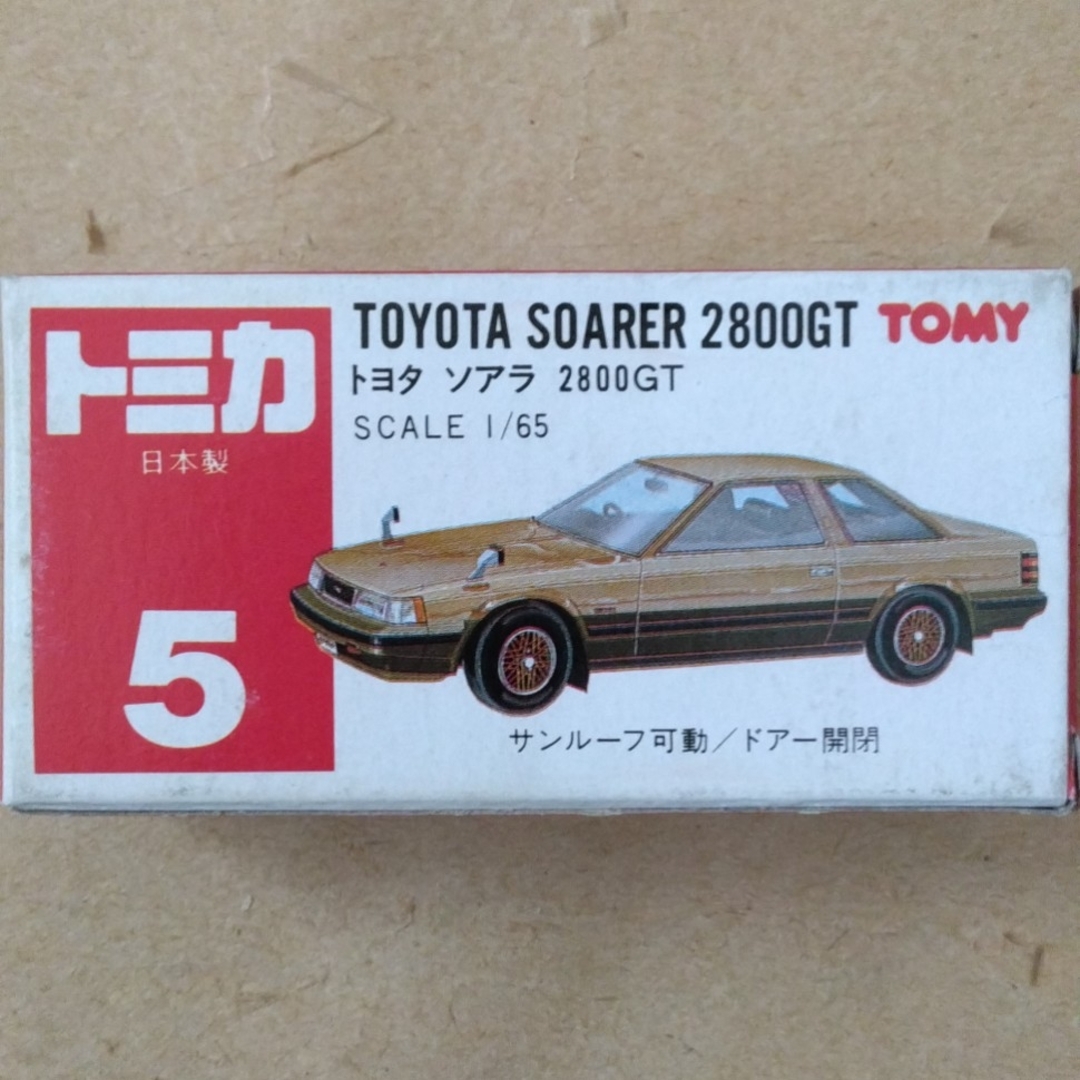 トミカ
日本製
5
TOYOTA SOARER 2800GT TOMY
トヨタ ソアラ 2800GT
SCALE 1/65
サンルーフ可動/ドアー開閉